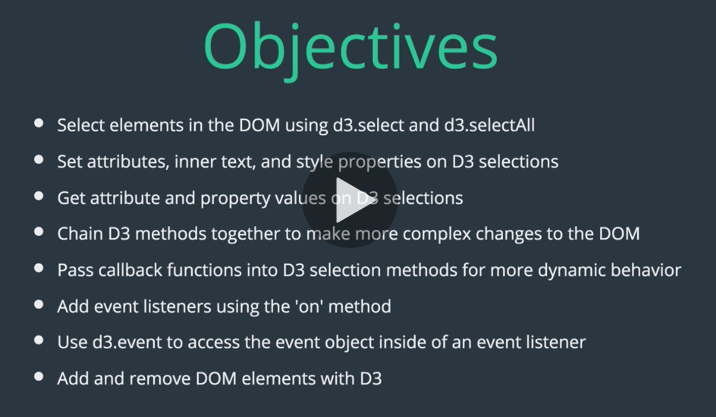 Objectives
Select elements in the DOM using d3.select and d3.selectAll
Set attributes, inner text, and style properties on D3 selections
Get attribute and property values on D3 selections
Chain D3 methods together to make more complex changes to the DOM
Pass callback functions into D3 selection methods for more dynamic behavior
Add event listeners using the 'on' method
Use d3.event to access the event object inside of an event listener
Add and remove DOM elements with D3